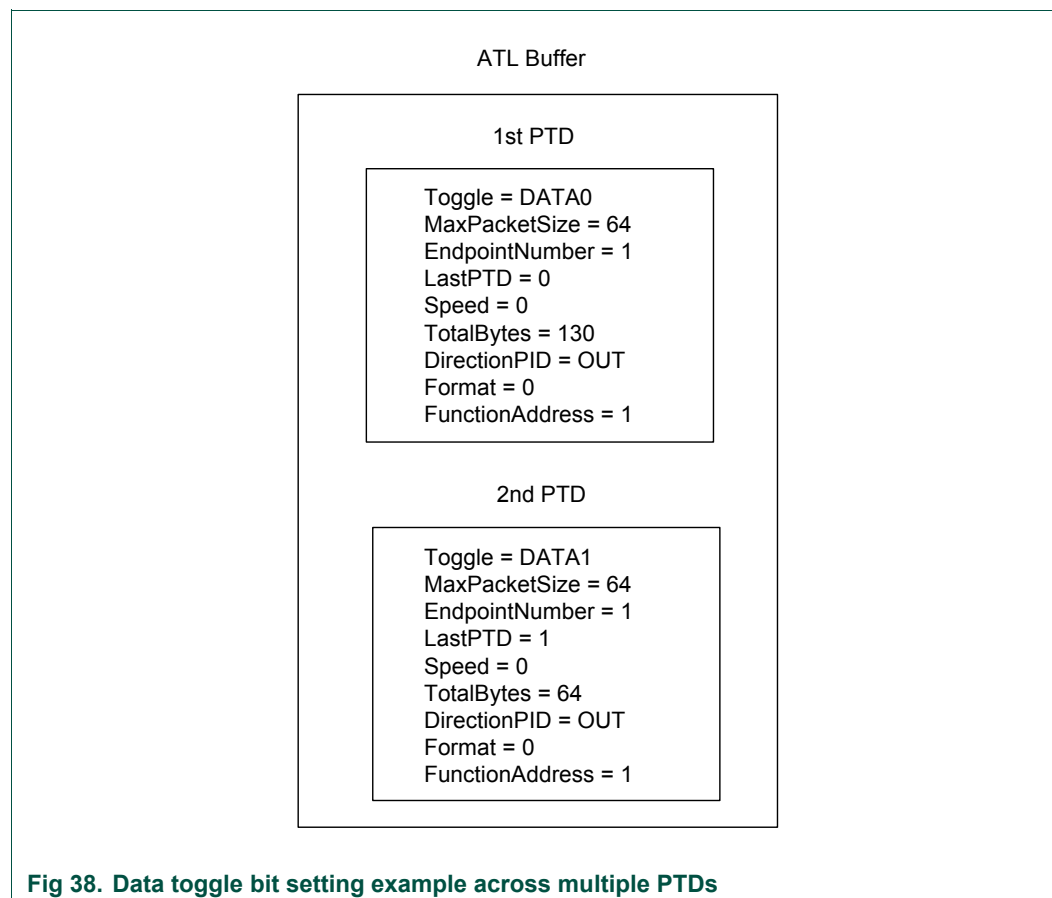 ATL Buffer
1st PTD
Toggle = DATA0
MaxPacketSize = 64
EndpointNumber = 1
LastPTD = 0
Speed = 0
TotalBytes = 130
DirectionPID = OUT
Format = 0
FunctionAddress = 1
2nd PTD
Toggle = DATA1
MaxPacketSize = 64
EndpointNumber = 1
LastPTD = 1
Speed = 0
TotalBytes = 64
DirectionPID = OUT
Format = 0
FunctionAddress = 1
Fig 38. Data toggle bit setting example across multiple PTDs